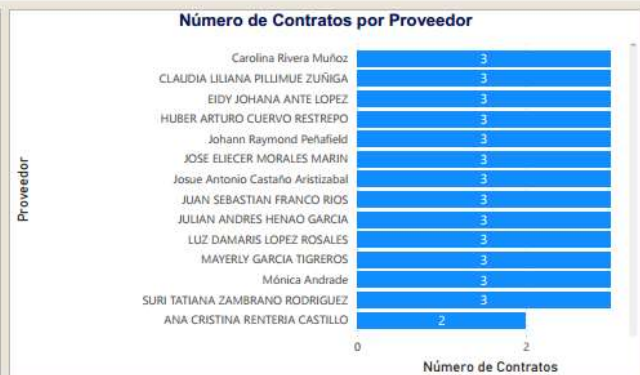 Número de Contratos por Proveedor
Carolina Rivera Muñoz 3
CLAUDIA LILIANA PILLIMUE ZUÑIGA 3
EIDY JOHANA ANTE LOPEZ 3
HUBER ARTURO CUERVO RESTREPO 3
Johann Raymond Peñafield 3
JOSE ELIECER MORALES MARIN 3
Josue Antonio Castaño Aristizabal 3
JUAN SEBASTIAN FRANCO RIOS 3
JULIAN ANDRES HENAO GARCIA 3
LUZ DAMARIS LOPEZ ROSALES 3
MAYERLY GARCIA TIGREROS 3
Mónica Andrade 3
SURI TATIANA ZAMBRANO RODRIGUEZ 3
ANA CRISTINA RENTERIA CASTILLO 2
Proveedor
0 2
Número de Contratos